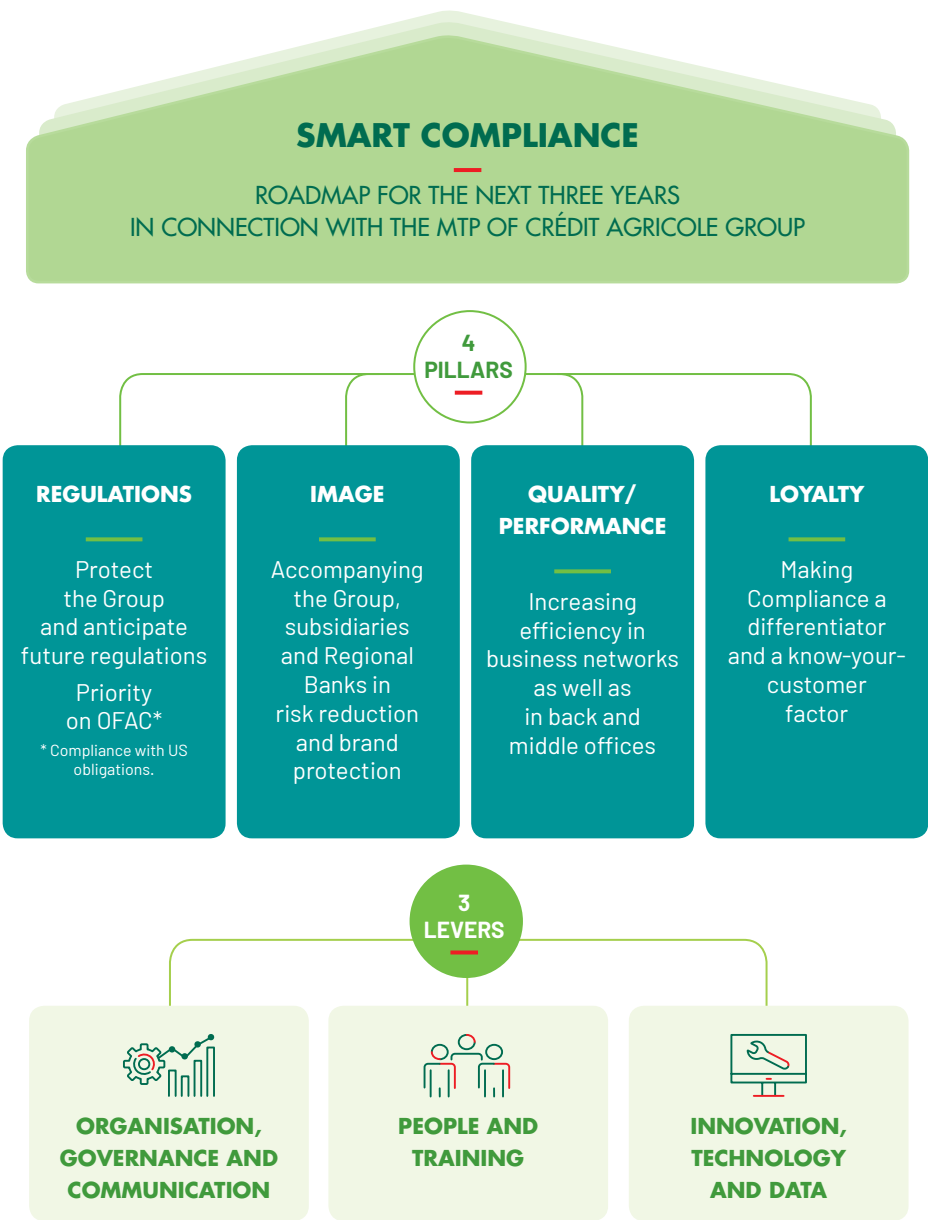 SMART COMPLIANCE
ROADMAP FOR THE NEXT THREE YEARS
IN CONNECTION WITH THE MTP OF CRÉDIT AGRICOLE GROUP
4
PILLARS
REGULATIONS
Protect
the Group
and anticipate
future regulations
Priority
on OFAC*
* Compliance with US
obligations.
IMAGE
Accompanying
the Group,
subsidiaries
and Regional
Banks in
risk reduction
and brand
protection
QUALITY/
PERFORMANCE
Increasing
efficiency in
business networks
as well as
in back and
middle offices
LOYALTY
Making
Compliance a
differentiator
and a know-your-
customer
factor
3
LEVERS
ORGANISATION,
GOVERNANCE AND
COMMUNICATION
PEOPLE AND
TRAINING
INNOVATION,
TECHNOLOGY
AND DATA